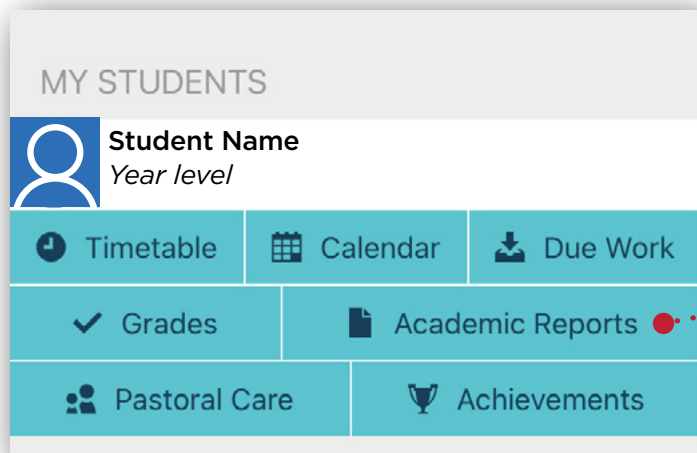 MY STUDENTS
Student Name
Year level
Timetable Calendar Due Work
Grades Academic Reports
Pastoral Care Achievements